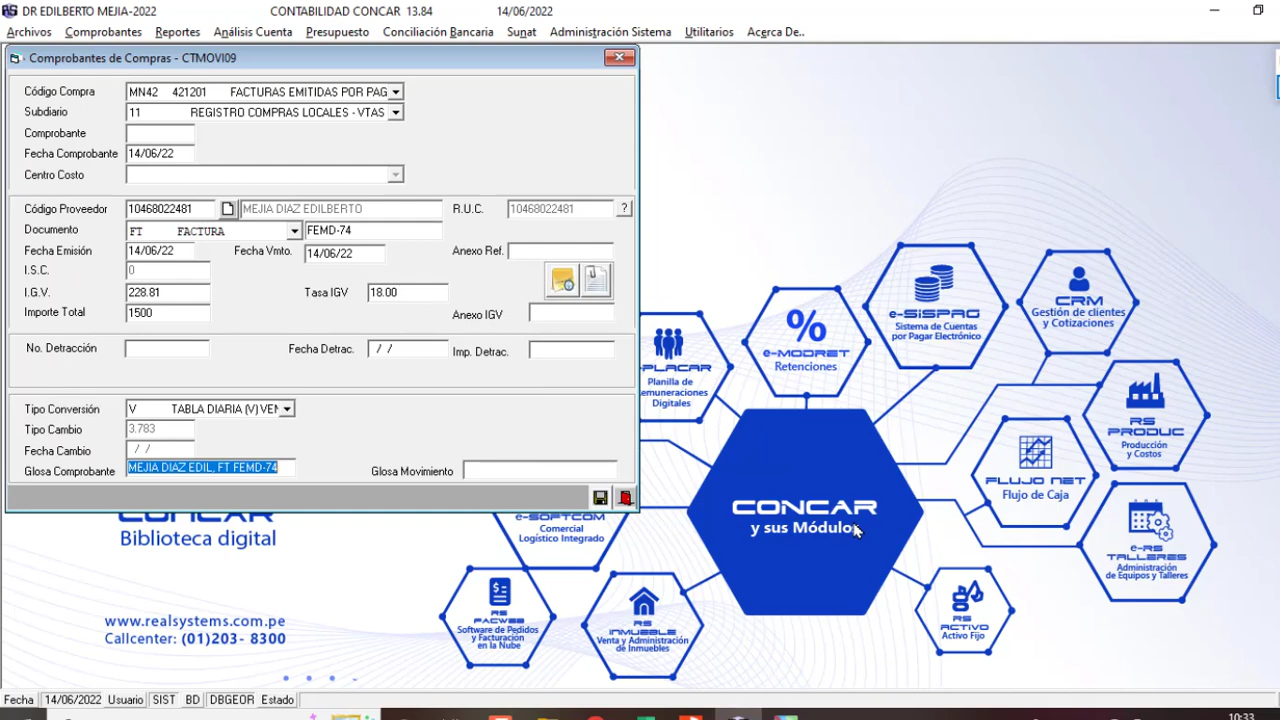 DR EDILBERTO MEJIA-2022 CONTABILIDAD CONCAR 13.84 14/06/2022
Archivos Comprobantes Reportes Análisis Cuenta Presupuesto Conciliación Bancaria Sunat Administración Sistema Utilitarios Acerca De..
Comprobantes de Compras - CTMOVI09
Código Compra MN42 421201 FACTURAS EMITIDAS POR PAG
Subdiario 11 REGISTRO COMPRAS LOCALES - VTAS
Comprobante
Fecha Comprobante 14/06/22
Centro Costo
Código Proveedor 10468022481 MEJIA DIAZ EDILBERTO R.U.C. 10468022481 ?
Documento FT FACTURA FEMD-74
Fecha Emisión 14/06/22 Fecha Vmto. 14/06/22 Anexo Ref.
I.S.C. 0
I.G.V. 228.81 Tasa IGV 18.00
Importe Total 1500 Anexo IGV
No. Detracción Fecha Detrac. / / Imp. Detrac.
Tipo Conversión V TABLA DIARIA (V) VEN
Tipo Cambio 3.783
Fecha Cambio / /
Glosa Comprobante MEJIA DIAZ EDIL, FT FEMD-74 Glosa Movimiento
e-SISPAG
Sistema de Cuentas
por Pagar Electrónico
CRM
Gestión de clientes
y Cotizaciones
%
e-MODRET
Retenciones
-PLACAR
Planilla de
emuneraciones
Digitales
RS
PRODUC
Producción
y Costos
FLUJO NET
Flujo de Caja
CONCAR
y sus Módulos
e-RS
TALLERES
Administración
de Equipos y Talleres
CONCAR
Biblioteca digital
e-SOFTCOM
Comercial
Logístico Integrado
www.realsystems.com.pe
Callcenter: (01)203- 8300
RS
PACWEB
Software de Pedidos
y Facturación
en la Nube
RS
INMUEBLE
Venta y Administración
de Inmuebles
RS
ACTIVO
Activo Fijo
Fecha 14/06/2022 Usuario SIST BD DBGEOR Estado
10:33